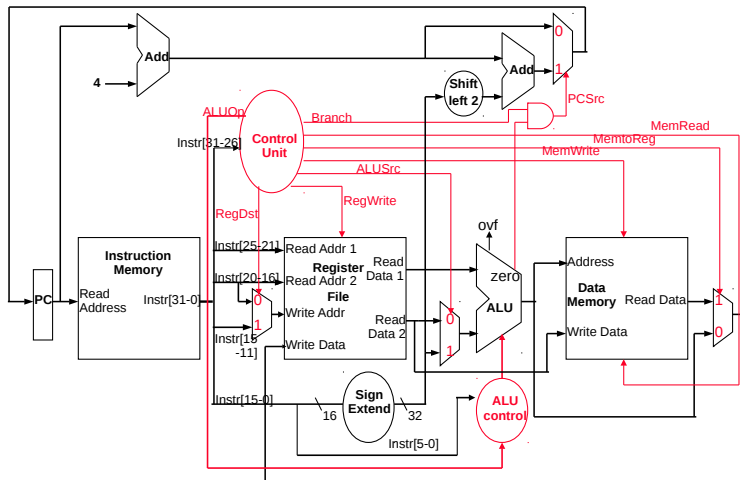 0
Add
4
Add
1
Shift
left 2
PCSrc
ALUOp
Branch
MemRead
Instr[31-26]
Control
Unit
MemtoReg
MemWrite
ALUSrc
RegDst
RegWrite
ovf
Instruction
Memory
Instr[25-21]
Read Addr 1
Register
File
Instr[20-16]
Read Addr 2
Read
Data 1
zero
ALU
Address
Data
Memory
PC
Read
Address
Instr[31-0]
0
1
Write Addr
Read
Data 2
0
1
Read Data
1
0
Write Data
Instr[15
-11]
Write Data
Instr[15-0]
16
Sign
Extend
32
ALU
control
Instr[5-0]